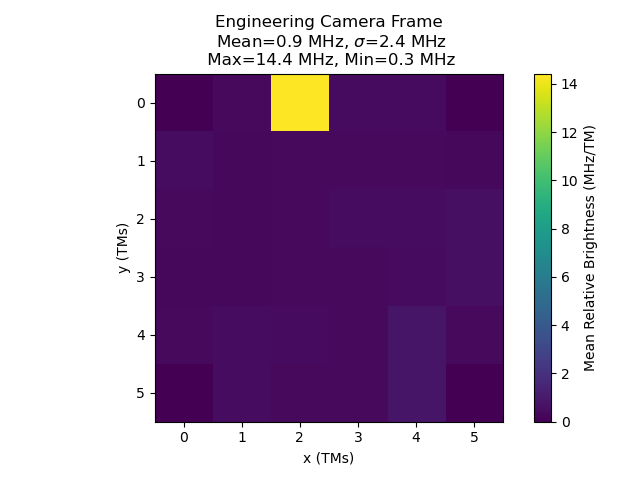 Engineering Camera Frame
Mean=0.9 MHz, σ=2.4 MHz
Max=14.4 MHz, Min=0.3 MHz
0
1
2
3
4
5
y (TMs)
0 1 2 3 4 5
x (TMs)
14
12
10
8
6
4
2
0
Mean Relative Brightness (MHz/TM)